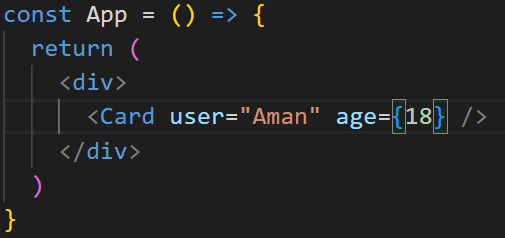 const App = () => {
  return (
    <div>
      <Card user="Aman" age={18} />
    </div>
  )
}